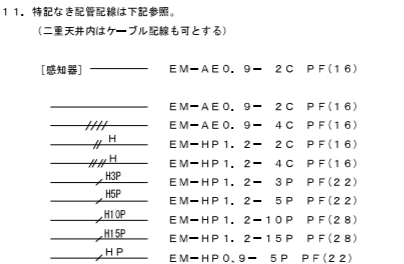 11．特記なき配管配線は下記参照。
（二重天井内はケーブル配線も可とする）
[感知器] EM－AE0．9－ 2C PF(16)
EM－AE0．9－ 2C PF(16)
EM－AE0．9－ 4C PF(16)
H EM－HP1．2－ 2C PF(16)
H EM－HP1．2－ 4C PF(16)
H3P EM－HP1．2－ 3P PF(22)
H5P EM－HP1．2－ 5P PF(22)
H10P EM－HP1．2－10P PF(28)
H15P EM－HP1．2－15P PF(28)
HP EM－HP0,9－ 5P PF(22)